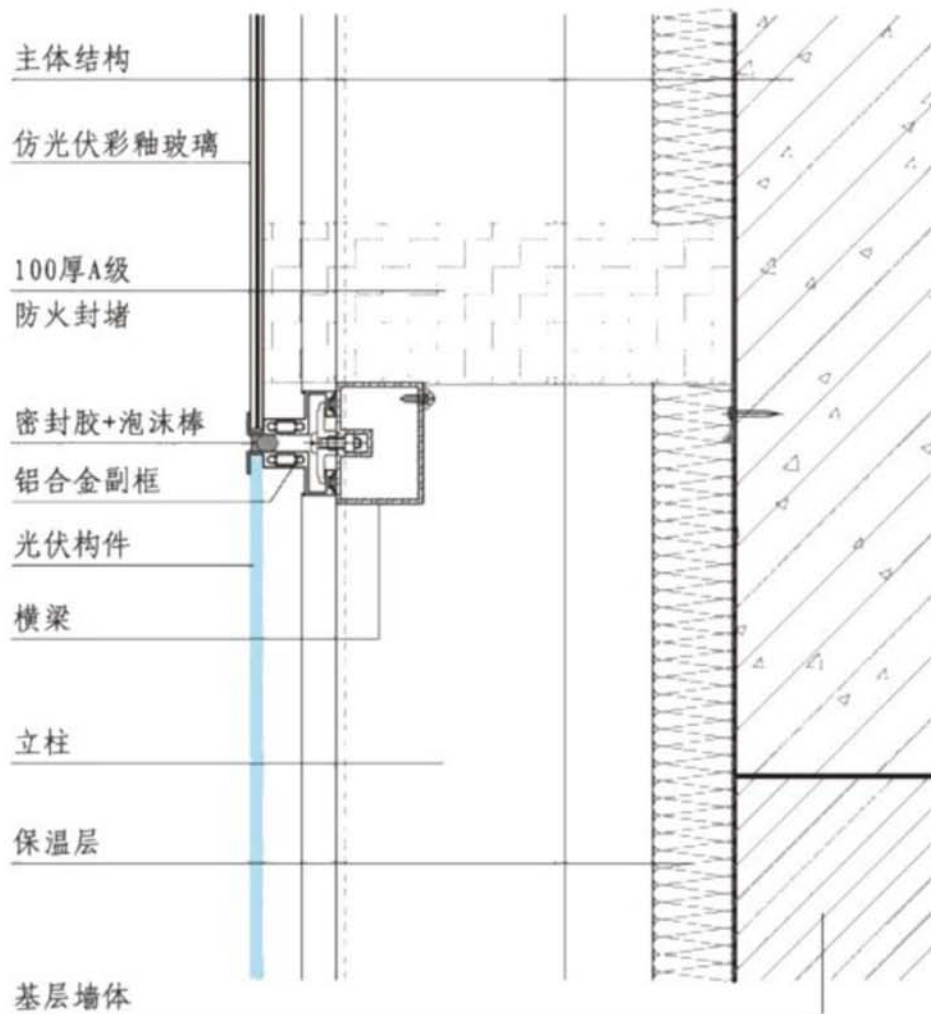 主体结构
仿光伏彩釉玻璃
100厚A级
防火封堵
密封胶+泡沫棒
铝合金副框
光伏构件
横梁
立柱
保温层
基层墙体